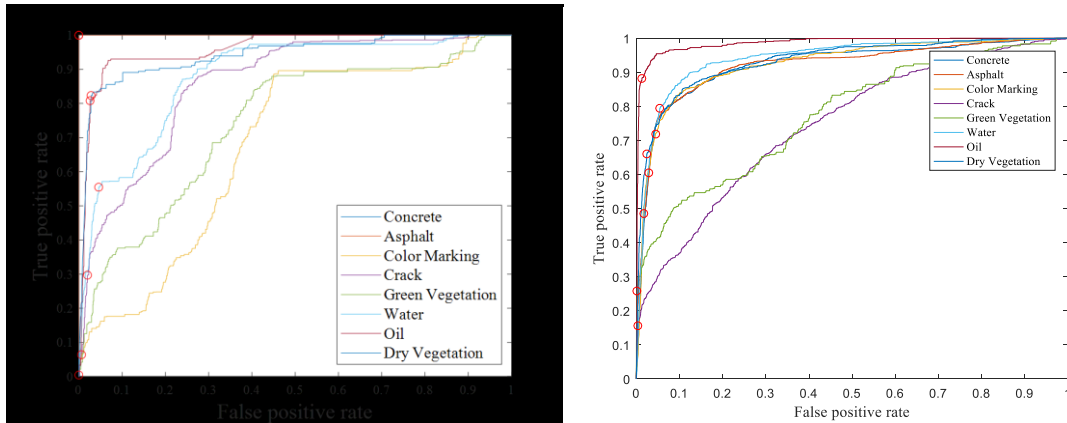 1
0.9
0.8
0.7
0.6
0.5
0.4
0.3
0.2
0.1
0
0 0.1 0.2 0.3 0.4 0.5 0.6 0.7 0.8 0.9 1
True positive rate
False positive rate
Concrete
Asphalt
Color Marking
Crack
Green Vegetation
Water
Oil
Dry Vegetation
1
0.9
0.8
0.7
0.6
0.5
0.4
0.3
0.2
0.1
0
0 0.1 0.2 0.3 0.4 0.5 0.6 0.7 0.8 0.9 1
True positive rate
False positive rate
Concrete
Asphalt
Color Marking
Crack
Green Vegetation
Water
Oil
Dry Vegetation